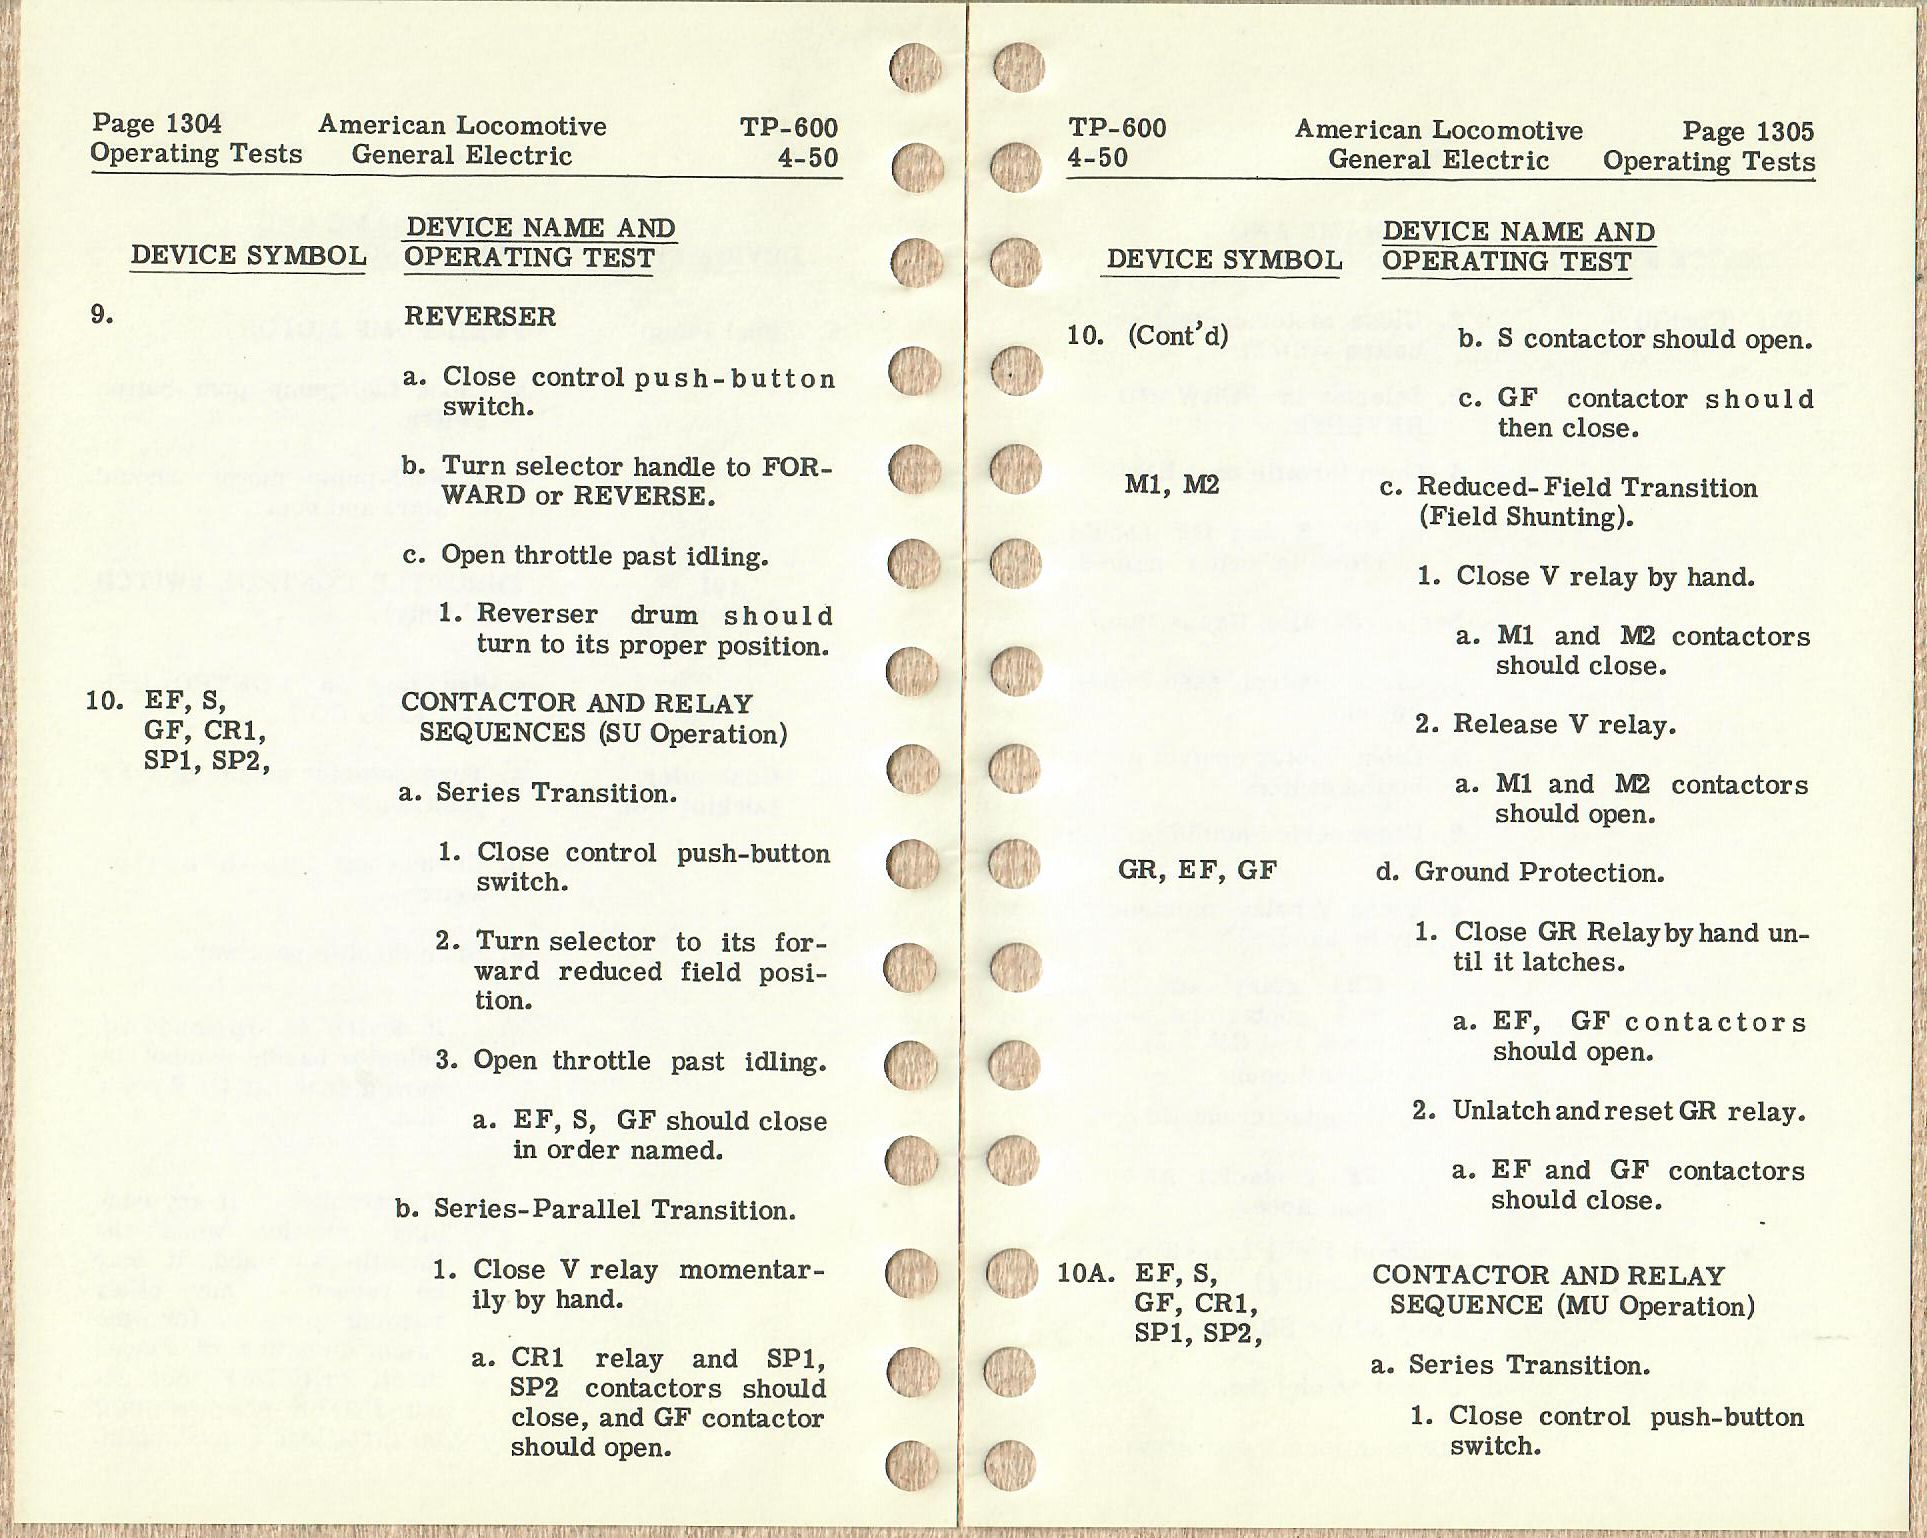 Page 1304 American Locomotive TP-600
Operating Tests General Electric 4-50
DEVICE NAME AND
DEVICE SYMBOL OPERATING TEST
9. REVERSER
a. Close control push-button
switch.
b. Turn selector handle to FOR-
WARD or REVERSE.
c. Open throttle past idling.
1. Reverser drum should
turn to its proper position.
10. EF, S, CONTACTOR AND RELAY
GF, CR1, SEQUENCES (SU Operation)
SP1, SP2,
a. Series Transition.
1. Close control push-button
switch.
2. Turn selector to its for-
ward reduced field posi-
tion.
3. Open throttle past idling.
a. EF, S, GF should close
in order named.
b. Series-Parallel Transition.
1. Close V relay momentar-
ily by hand.
a. CR1 relay and SP1,
SP2 contactors should
close, and GF contactor
should open.
TP-600 American Locomotive Page 1305
4-50 General Electric Operating Tests
DEVICE NAME AND
DEVICE SYMBOL OPERATING TEST
10. (Cont'd) b. S contactor should open.
c. GF contactor should
then close.
M1, M2 c. Reduced-Field Transition
(Field Shunting).
1. Close V relay by hand.
a. M1 and M2 contactors
should close.
2. Release V relay.
a. M1 and M2 contactors
should open.
GR, EF, GF d. Ground Protection.
1. Close GR Relay by hand un-
til it latches.
a. EF, GF contactors
should open.
2. Unlatch and reset GR relay.
a. EF and GF contactors
should close.
10A. EF, S, CONTACTOR AND RELAY
GF, CR1, SEQUENCE (MU Operation)
SP1, SP2,
a. Series Transition.
1. Close control push-button
switch.